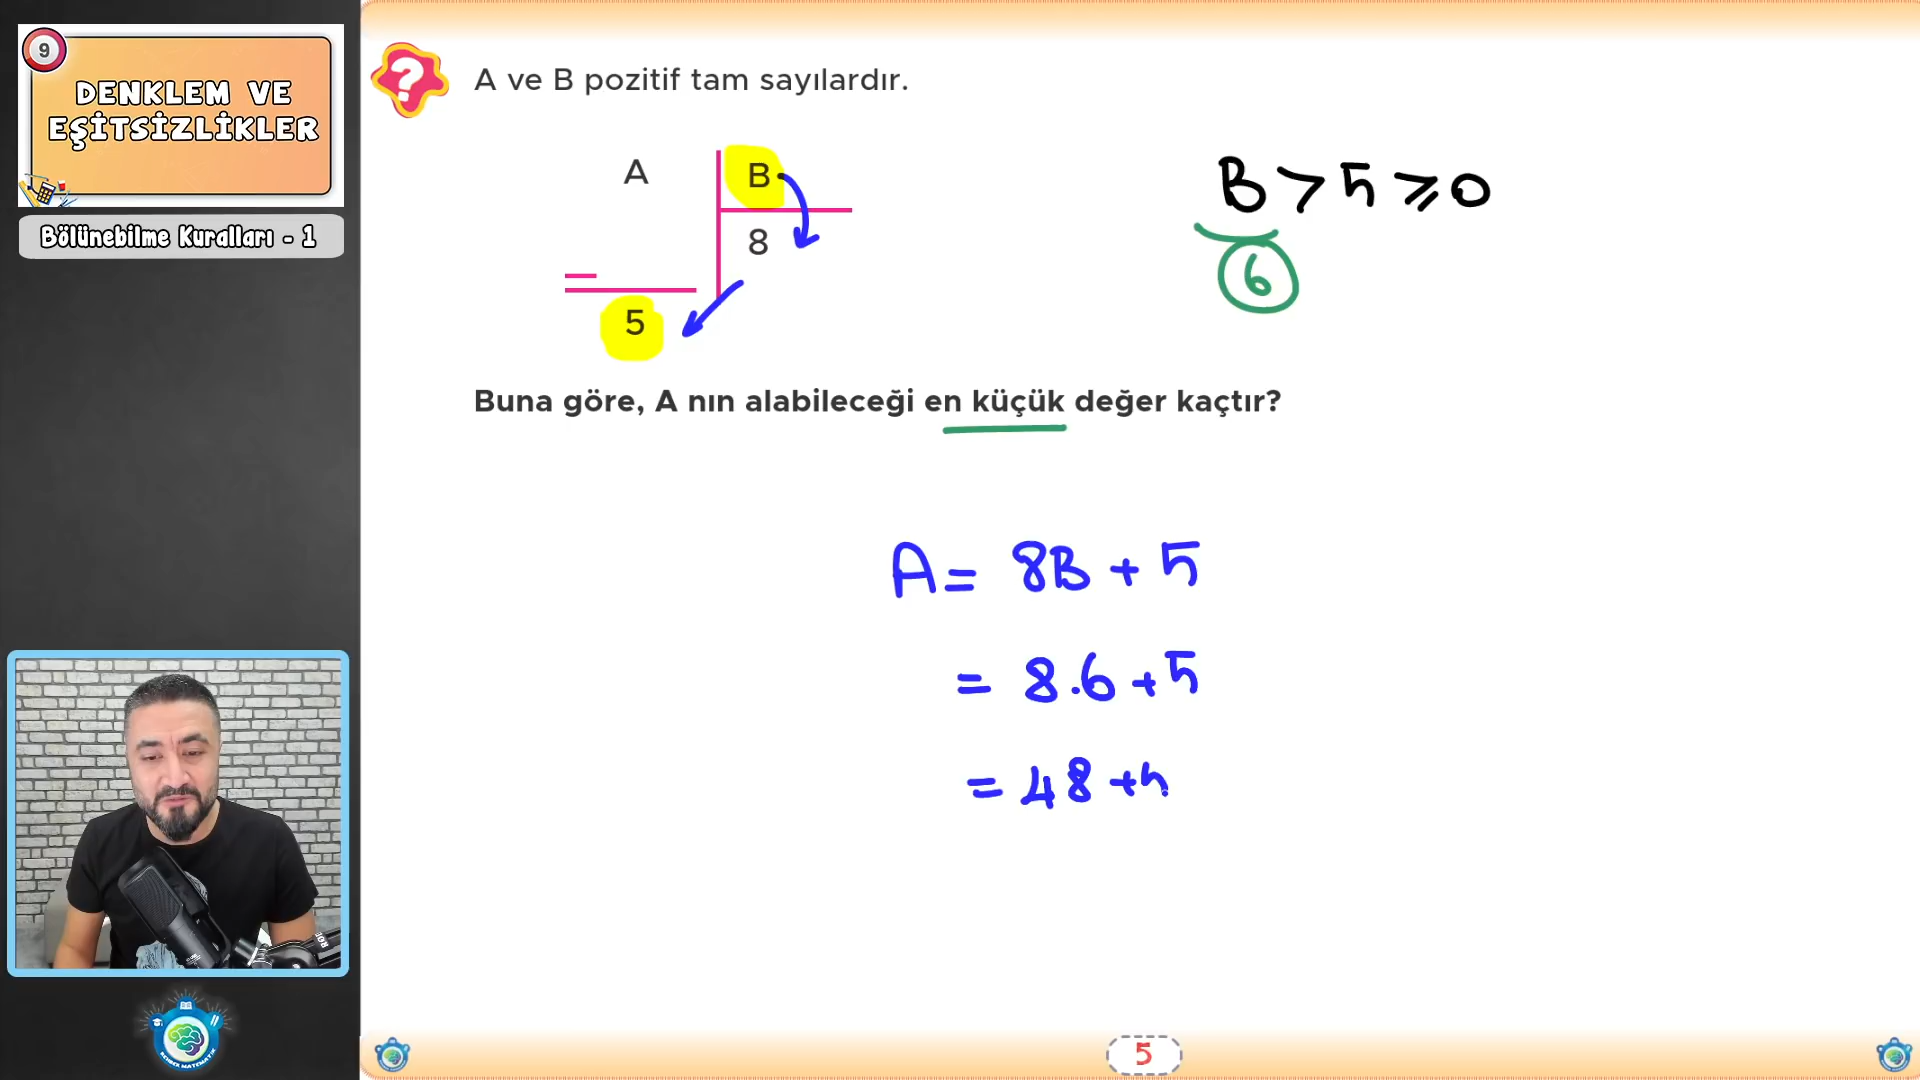 9
DENKLEM VE
EŞİTSİZLİKLER
Bölünebilme Kuralları - 1
A ve B pozitif tam sayılardır.
A
B
8
5
B > 5 ≥ 0
6
Buna göre, A nın alabileceği en küçük değer kaçtır?
A = 8B + 5
= 8.6 + 5
= 48 +
RODE
5